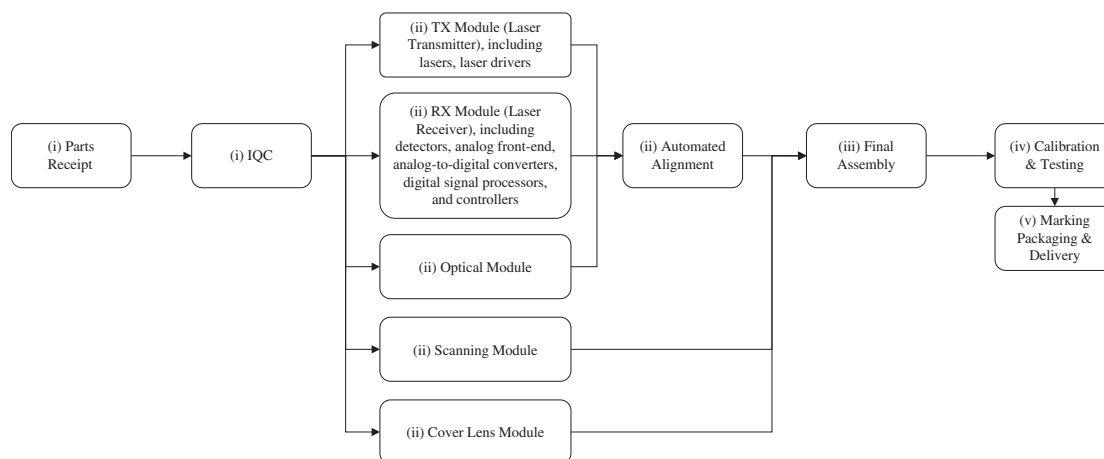 (i) Parts
Receipt
(i) IQC
(ii) TX Module (Laser
Transmitter), including
lasers, laser drivers
(ii) RX Module (Laser
Receiver), including
detectors, analog front-end,
analog-to-digital converters,
digital signal processors,
and controllers
(ii) Optical Module
(ii) Scanning Module
(ii) Cover Lens Module
(ii) Automated
Alignment
(iii) Final
Assembly
(iv) Calibration
& Testing
(v) Marking
Packaging &
Delivery